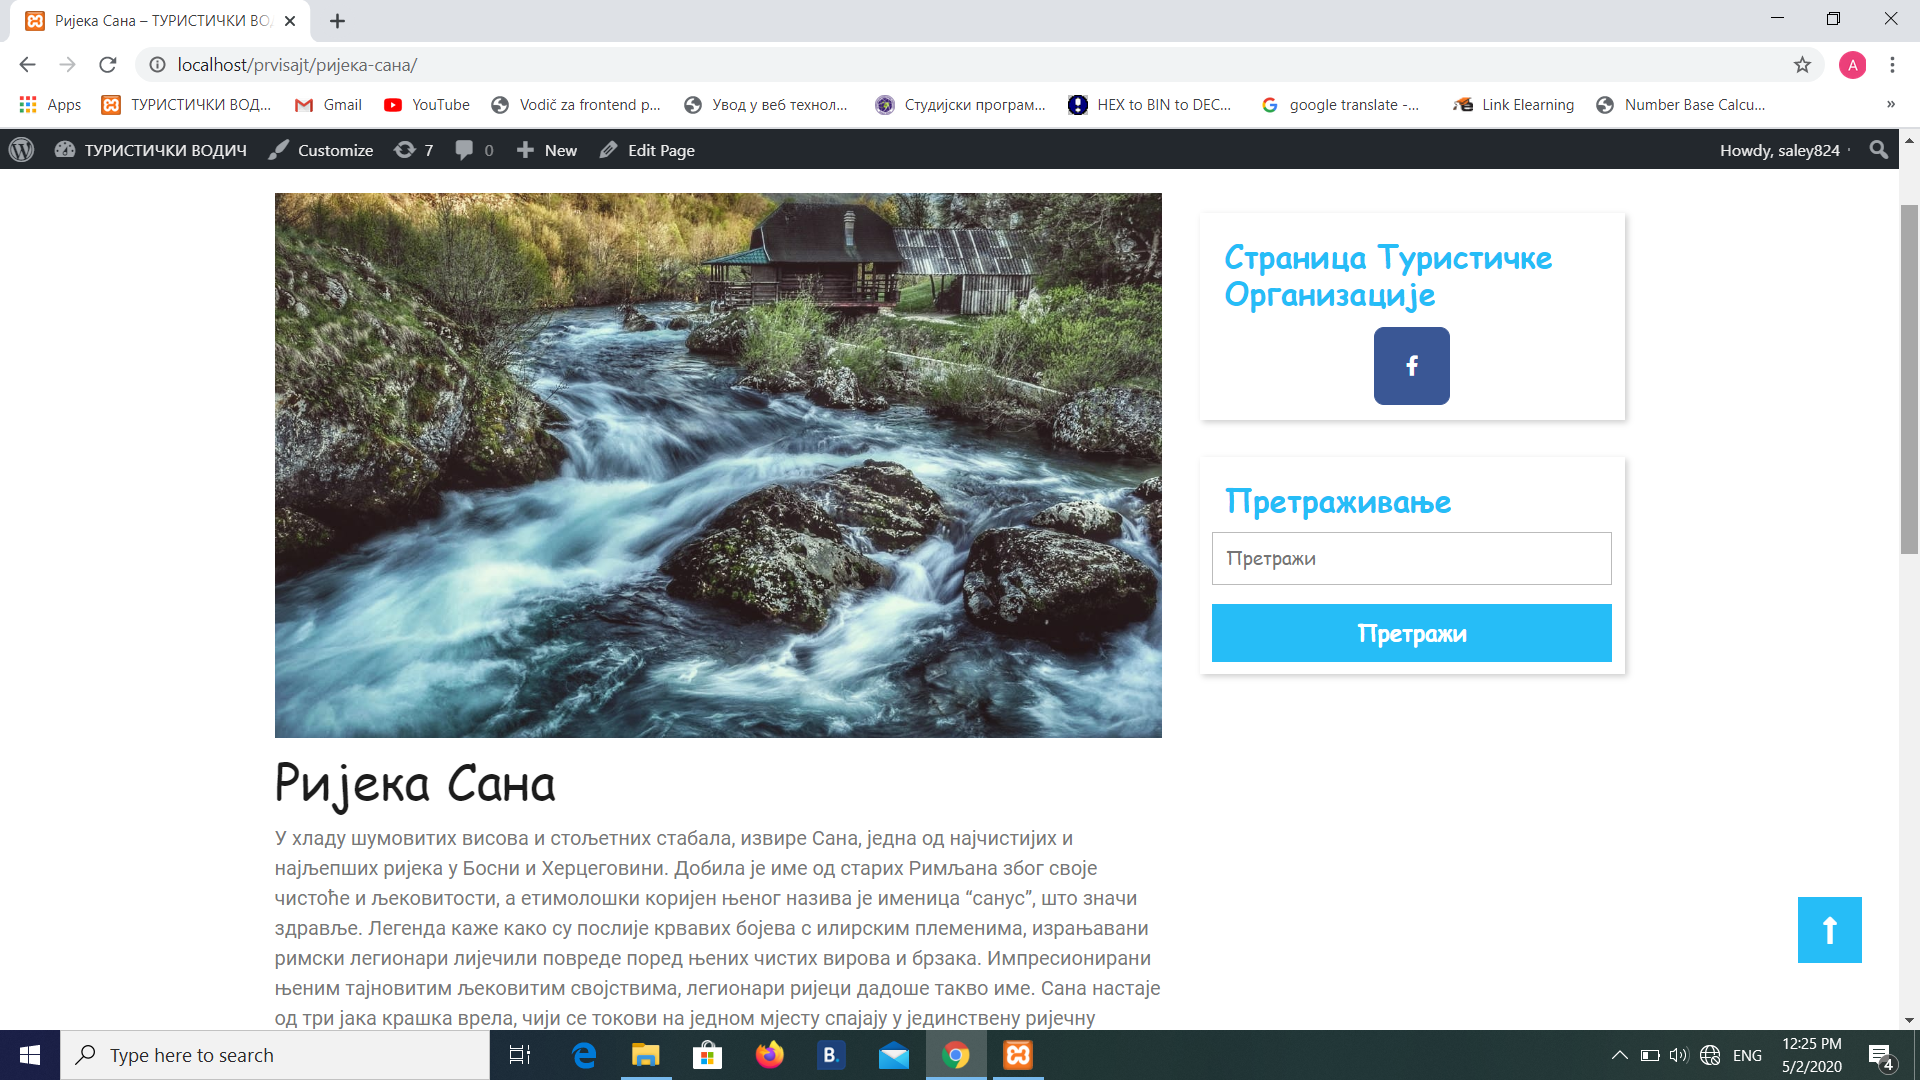 Ријека Сана – ТУРИСТИЧКИ ВО
localhost/prvisajt/ријека-сана/
A
Apps
ТУРИСТИЧКИ ВОД...
Gmail
YouTube
Vodič za frontend p...
Увод у веб технол...
Студијски програм...
HEX to BIN to DEC...
google translate -...
Link Elearning
Number Base Calcu...
»
ТУРИСТИЧКИ ВОДИЧ
Customize
7
0
New
Edit Page
Howdy, saley824
Страница Туристичке
Организације
Претраживање
Претражи
Претражи
Ријека Сана
У хладу шумовитих висова и стољетних стабала, извире Сана, једна од најчистијих и
најљепших ријека у Босни и Херцеговини. Добила је име од старих Римљана због своје
чистоће и љековитости, а етимолошки коријен њеног назива је именица “санус”, што значи
здравље. Легенда каже како су послије крвавих бојева с илирским племенима, израњавани
римски легионари лијечили повреде поред њених чистих вирова и брзака. Импресионирани
њеним тајновитим љековитим својствима, легионари ријеци дадоше такво име. Сана настаје
од три јака крашка врела, чији се токови на једном мјесту спајају у јединствену ријечну
Type here to search
B.
ENG
12:25 PM
5/2/2020
4